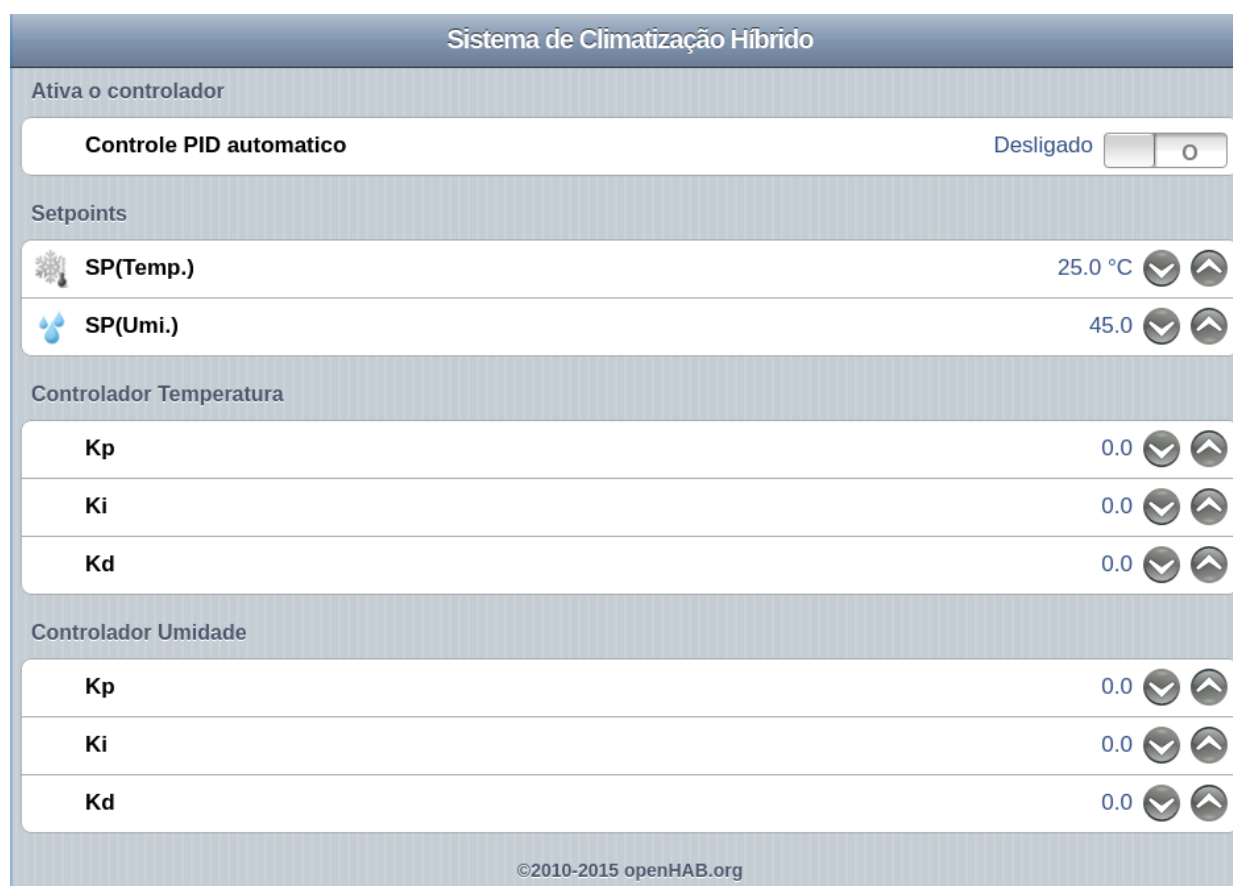 Sistema de Climatização Híbrido
Ativa o controlador
Controle PID automatico Desligado O
Setpoints
SP(Temp.) 25.0 °C
SP(Umi.) 45.0
Controlador Temperatura
Kp 0.0
Ki 0.0
Kd 0.0
Controlador Umidade
Kp 0.0
Ki 0.0
Kd 0.0
©2010-2015 openHAB.org